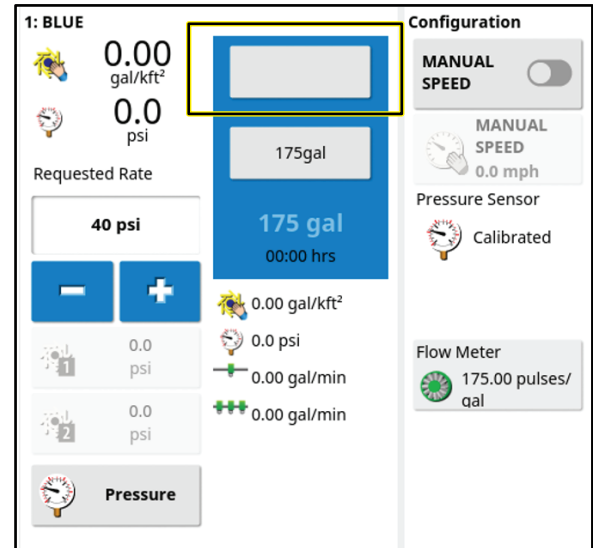 1: BLUE
0.00
gal/kft²
0.0
psi
Requested Rate
40 psi
0.0
psi
1
0.0
psi
2
Pressure
175gal
175 gal
00:00 hrs
0.00 gal/kft²
0.0 psi
0.00 gal/min
0.00 gal/min
Configuration
MANUAL
SPEED
MANUAL
SPEED
0.0 mph
Pressure Sensor
Calibrated
Flow Meter
175.00 pulses/
gal